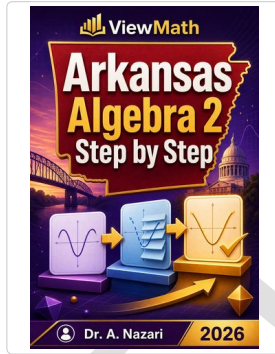 ViewMath
Arkansas
Algebra 2
Step by Step
Dr. A. Nazari
2026